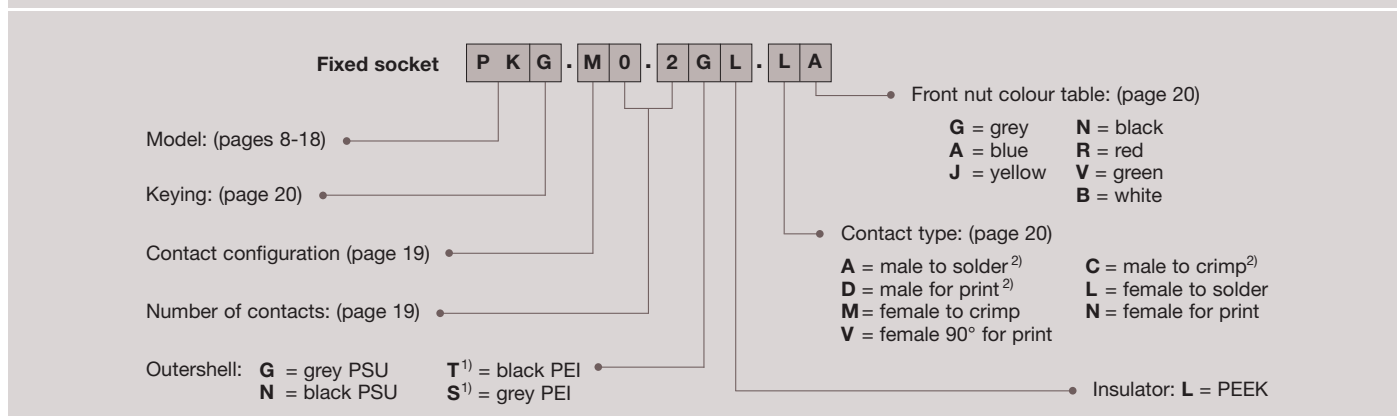 Fixed socket P K G . M 0 . 2 G L . L A
Front nut colour table: (page 20)
G = grey N = black
A = blue R = red
J = yellow V = green
B = white
Model: (pages 8-18)
Keying: (page 20)
Contact configuration (page 19)
Number of contacts: (page 19)
Contact type: (page 20)
A = male to solder 2) C = male to crimp2)
D = male for print 2) L = female to solder
M = female to crimp N = female for print
V = female 90° for print
Outershell: G = grey PSU T1) = black PEI
N = black PSU S1) = grey PEI
Insulator: L = PEEK